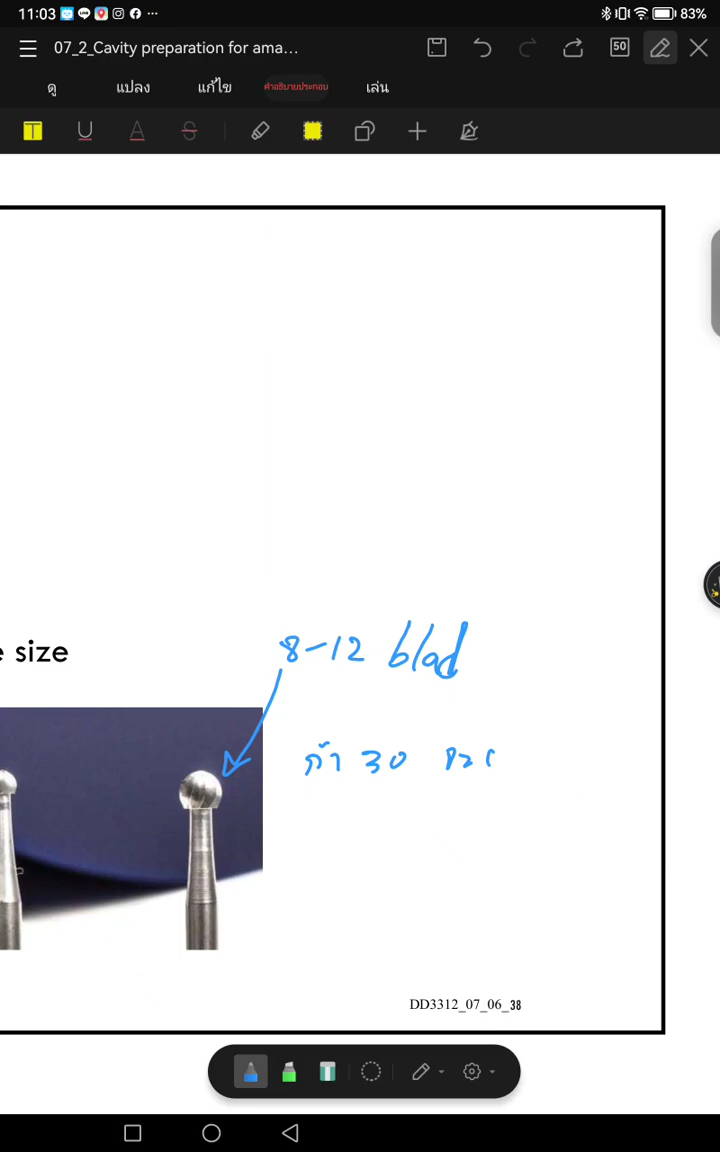 11:03 83%
07_2_Cavity preparation for ama... 50
ดู แปลง แก้ไข คำอธิบายประกอบ เล่น
T U A S
8-12 blad
e size
ถ้า 30
DD3312_07_06_38